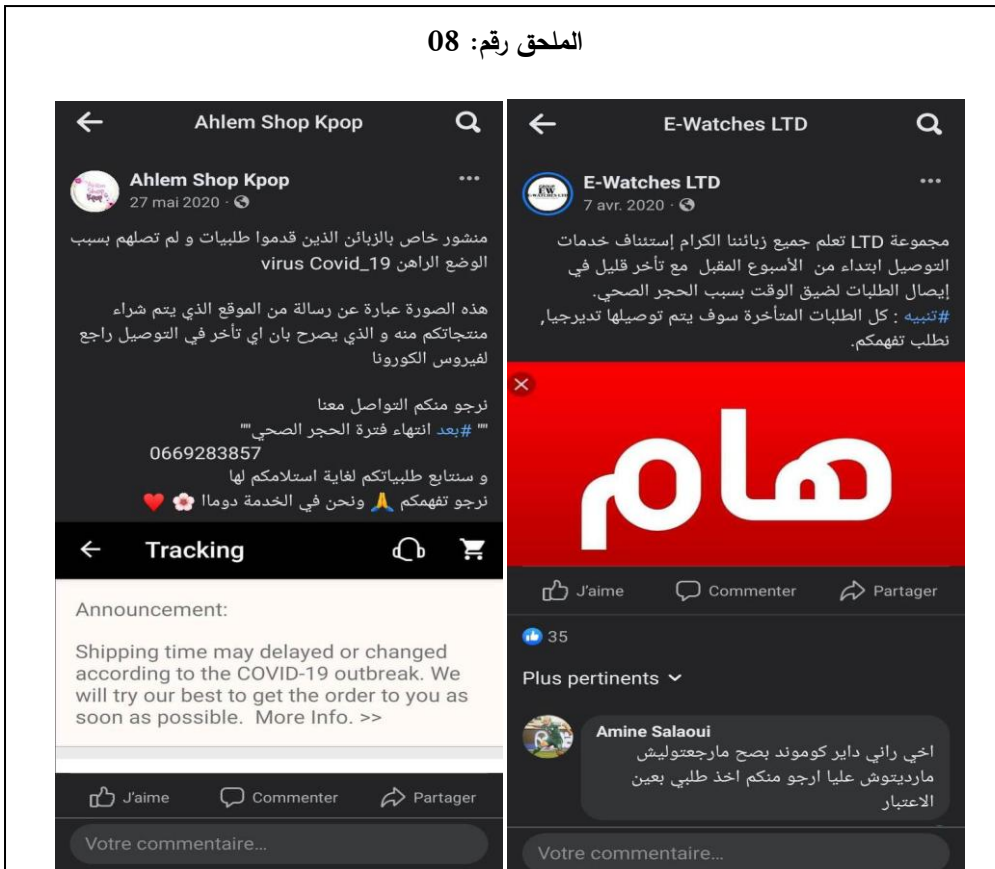 الملحق رقم: 08
Ahlem Shop Kpop
Ahlem Shop Kpop
27 mai 2020 ·
منشور خاص بالزبائن الذين قدموا طلبيات و لم تصلهم بسبب
الوضع الراهن virus Covid_19
هذه الصورة عبارة عن رسالة من الموقع الذي يتم شراء
منتجاتكم منه و الذي يصرح بان اي تأخر في التوصيل راجع
لفيروس الكورونا
نرجو منكم التواصل معنا
"" #بعد انتهاء فترة الحجر الصحي""
0669283857
و سنتابع طلبياتكم لغاية استلامكم لها
نرجو تفهمكم 🙏 ونحن في الخدمة دوماا 🌸 ❤️
Tracking
Announcement:
Shipping time may delayed or changed
according to the COVID-19 outbreak. We
will try our best to get the order to you as
soon as possible. More Info. >>
J'aime Commenter Partager
Votre commentaire...
E-Watches LTD
E-Watches LTD
7 avr. 2020 ·
مجموعة LTD تعلم جميع زبائننا الكرام إستئناف خدمات
التوصيل ابتداء من الأسبوع المقبل مع تأخر قليل في
إيصال الطلبات لضيق الوقت بسبب الحجر الصحي.
#تنبيه : كل الطلبات المتأخرة سوف يتم توصيلها تديرجيا,
نطلب تفهمكم.
هام
J'aime Commenter Partager
35
Plus pertinents
Amine Salaoui
اخي راني داير كوموند بصح مارجعتوليش
مارديتوش عليا ارجو منكم اخذ طلبي بعين
الاعتبار
Votre commentaire...